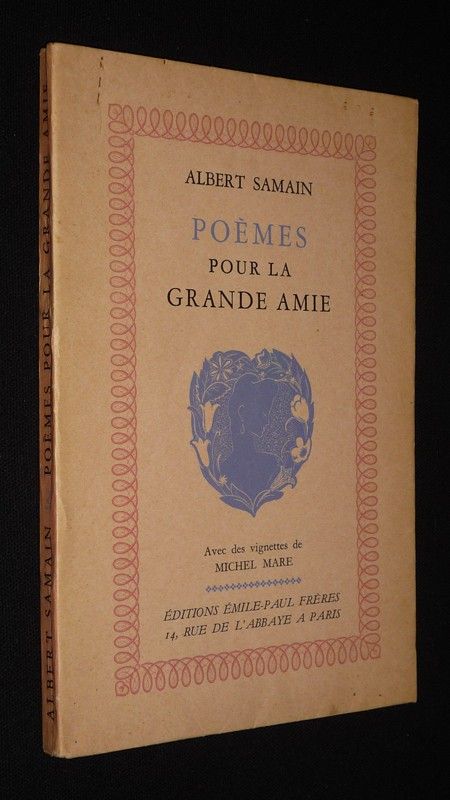 ALBERT SAMAIN POÈMES POUR LA GRANDE AMIE
ALBERT SAMAIN
POÈMES
POUR LA
GRANDE AMIE
Avec des vignettes de
MICHEL MARE
ÉDITIONS ÉMILE-PAUL FRÈRES
14, RUE DE L'ABBAYE A PARIS